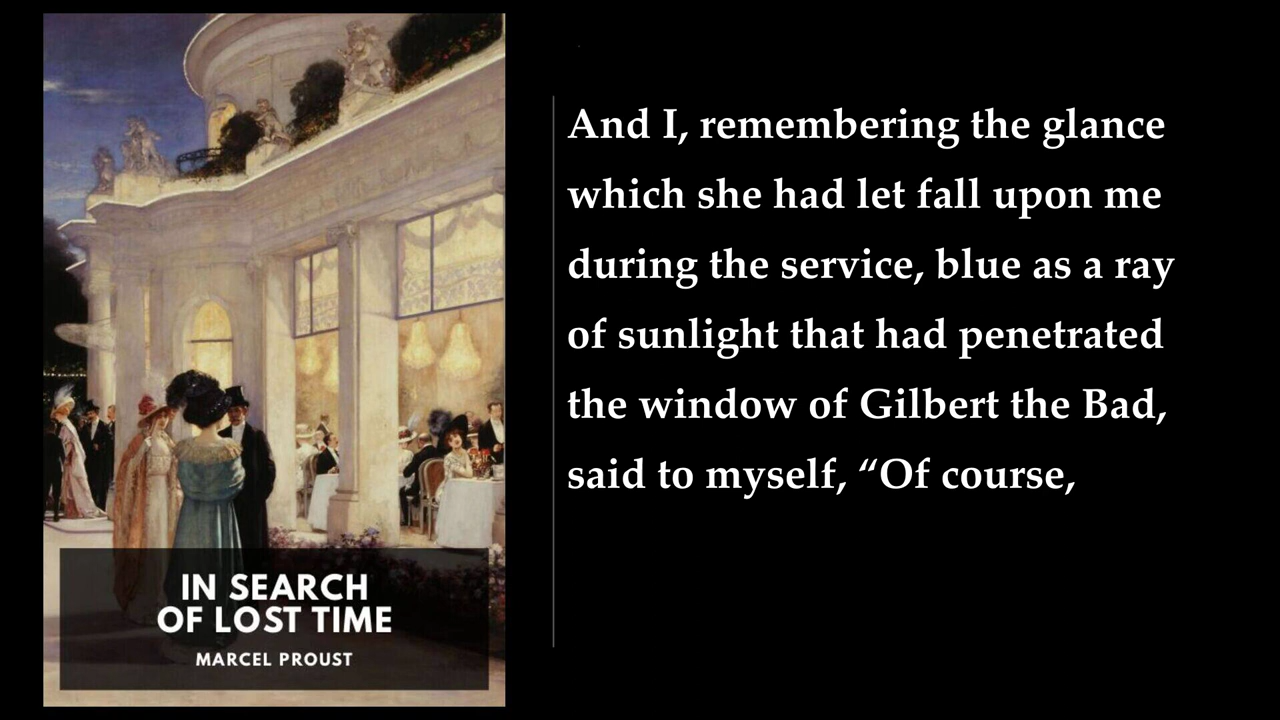 IN SEARCH
OF LOST TIME
MARCEL PROUST
And I, remembering the glance
which she had let fall upon me
during the service, blue as a ray
of sunlight that had penetrated
the window of Gilbert the Bad,
said to myself, “Of course,